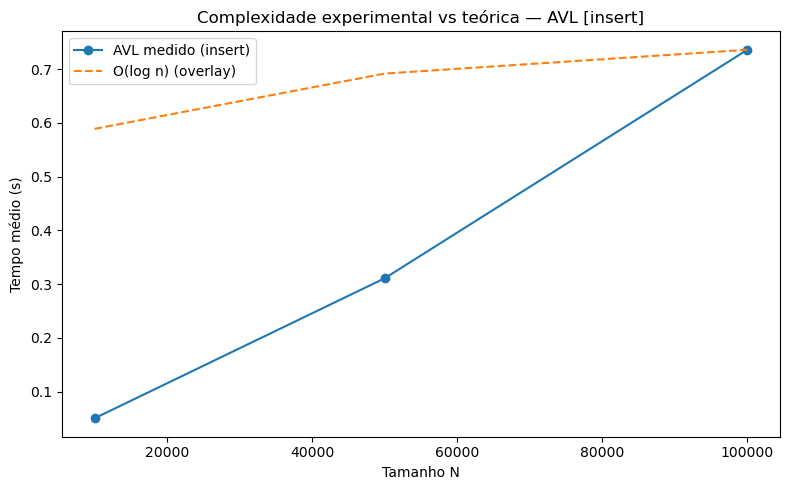 Complexidade experimental vs teórica — AVL [insert]
AVL medido (insert)
O(log n) (overlay)
Tempo médio (s)
0.7
0.6
0.5
0.4
0.3
0.2
0.1
20000 40000 60000 80000 100000
Tamanho N